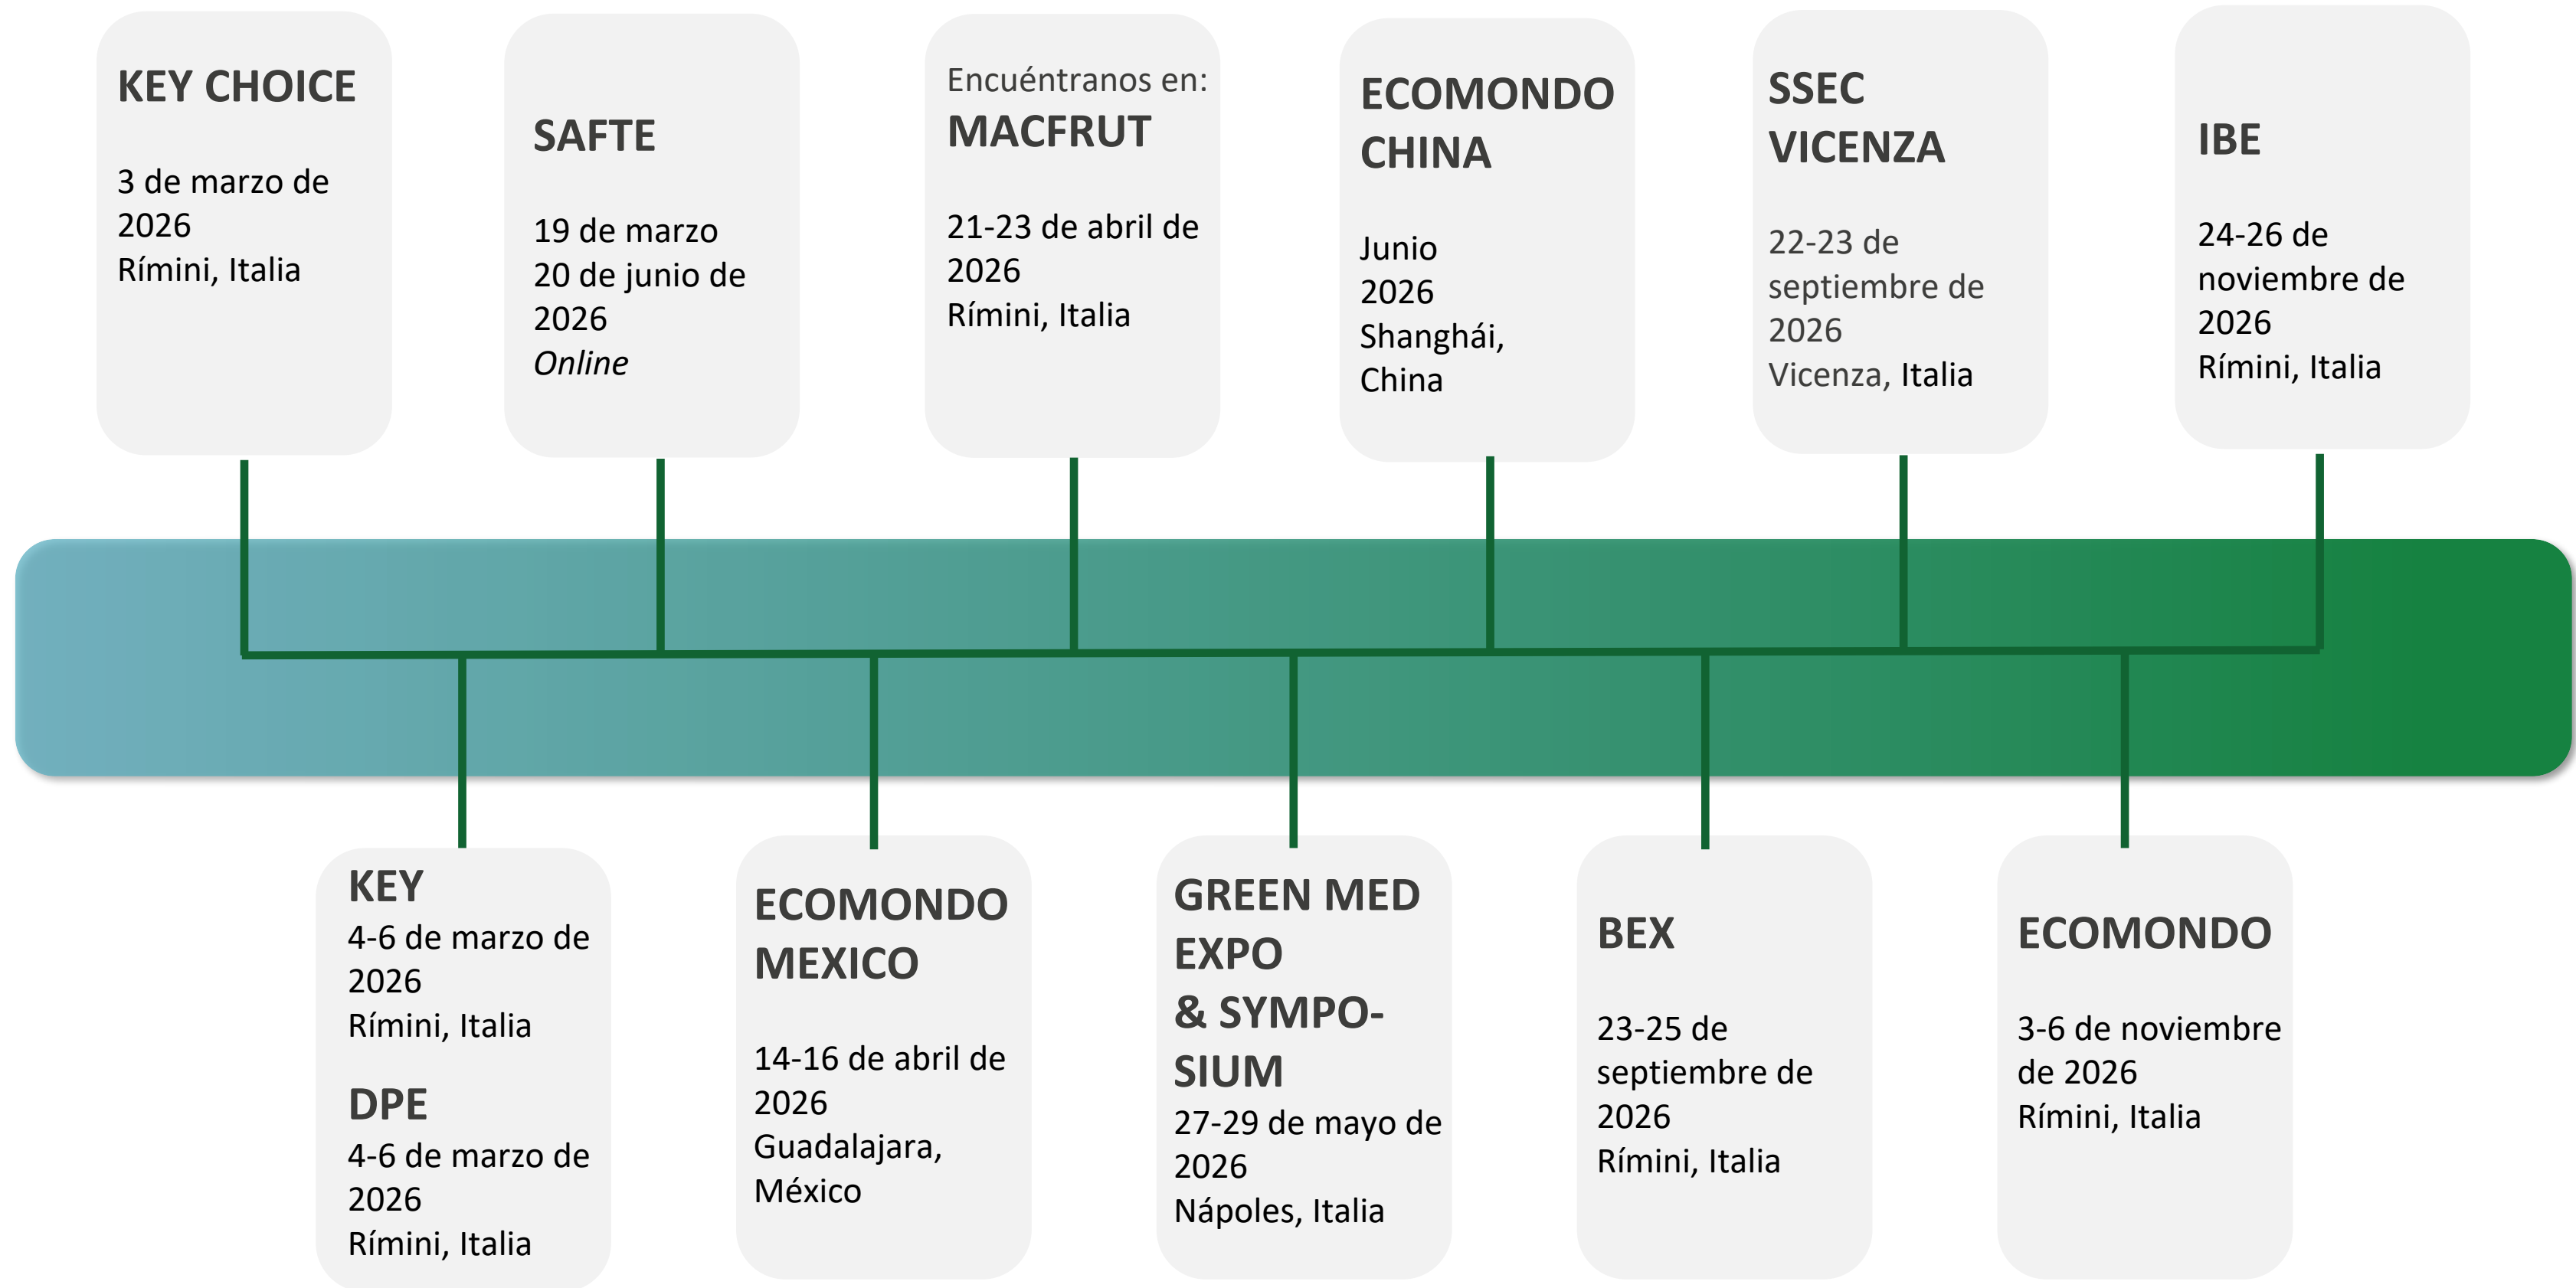 KEY CHOICE
3 de marzo de
2026
Rímini, Italia
SAFTE
19 de marzo
20 de junio de
2026
Online
Encuéntranos en:
MACFRUT
21-23 de abril de
2026
Rímini, Italia
ECOMONDO
CHINA
Junio
2026
Shanghái,
China
SSEC
VICENZA
22-23 de
septiembre de
2026
Vicenza, Italia
IBE
24-26 de
noviembre de
2026
Rímini, Italia
KEY
4-6 de marzo de
2026
Rímini, Italia
DPE
4-6 de marzo de
2026
Rímini, Italia
ECOMONDO
MEXICO
14-16 de abril de
2026
Guadalajara,
México
GREEN MED
EXPO
& SYMPO-
SIUM
27-29 de mayo de
2026
Nápoles, Italia
BEX
23-25 de
septiembre de
2026
Rímini, Italia
ECOMONDO
3-6 de noviembre
de 2026
Rímini, Italia